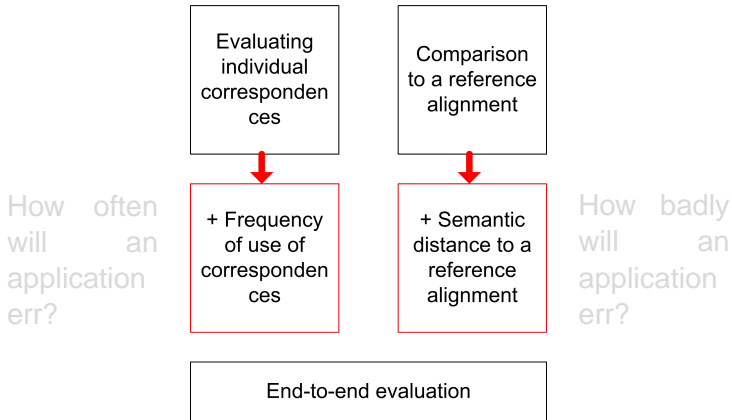 Evaluating
individual
corresponden
ces
Comparison
to a reference
alignment
How often
will an
application
err?
+ Frequency
of use of
corresponden
ces
+ Semantic
distance to a
reference
alignment
How badly
will an
application
err?
End-to-end evaluation